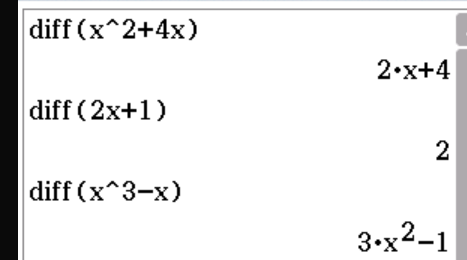 diff(x^2+4x)
2·x+4
diff(2x+1)
2
diff(x^3−x)
3·x²−1